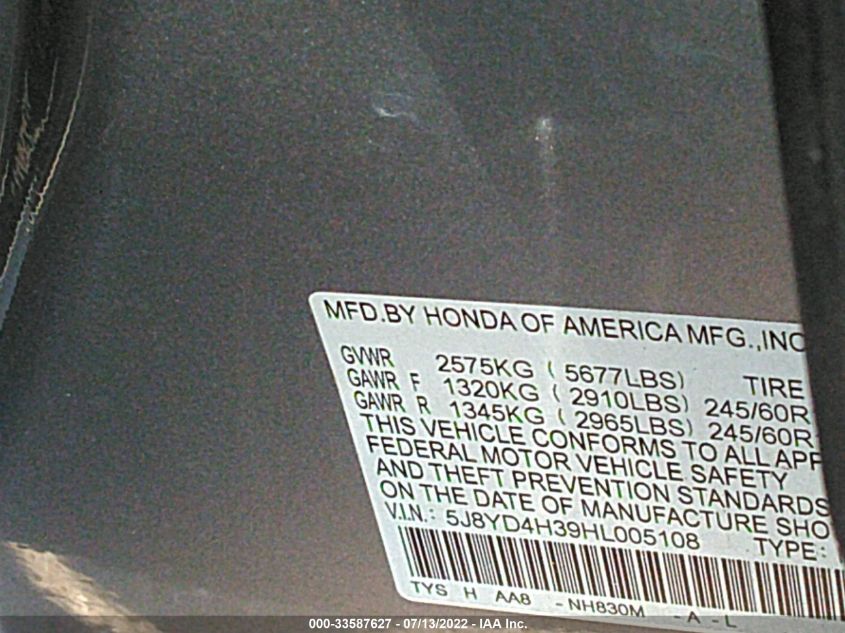 MFD.BY HONDA OF AMERICA MFG.,INC
GVWR 2575KG ( 5677LBS) TIRE
GAWR F 1320KG ( 2910LBS) 245/60R
GAWR R 1345KG ( 2965LBS) 245/60R
THIS VEHICLE CONFORMS TO ALL APP
FEDERAL MOTOR VEHICLE SAFETY
AND THEFT PREVENTION STANDARDS
ON THE DATE OF MANUFACTURE SHO
V.I.N.: 5J8YD4H39HL005108 TYPE:
TYS H AA8 - NH830M - A - L
000-33587627 - 07/13/2022 - IAA Inc.